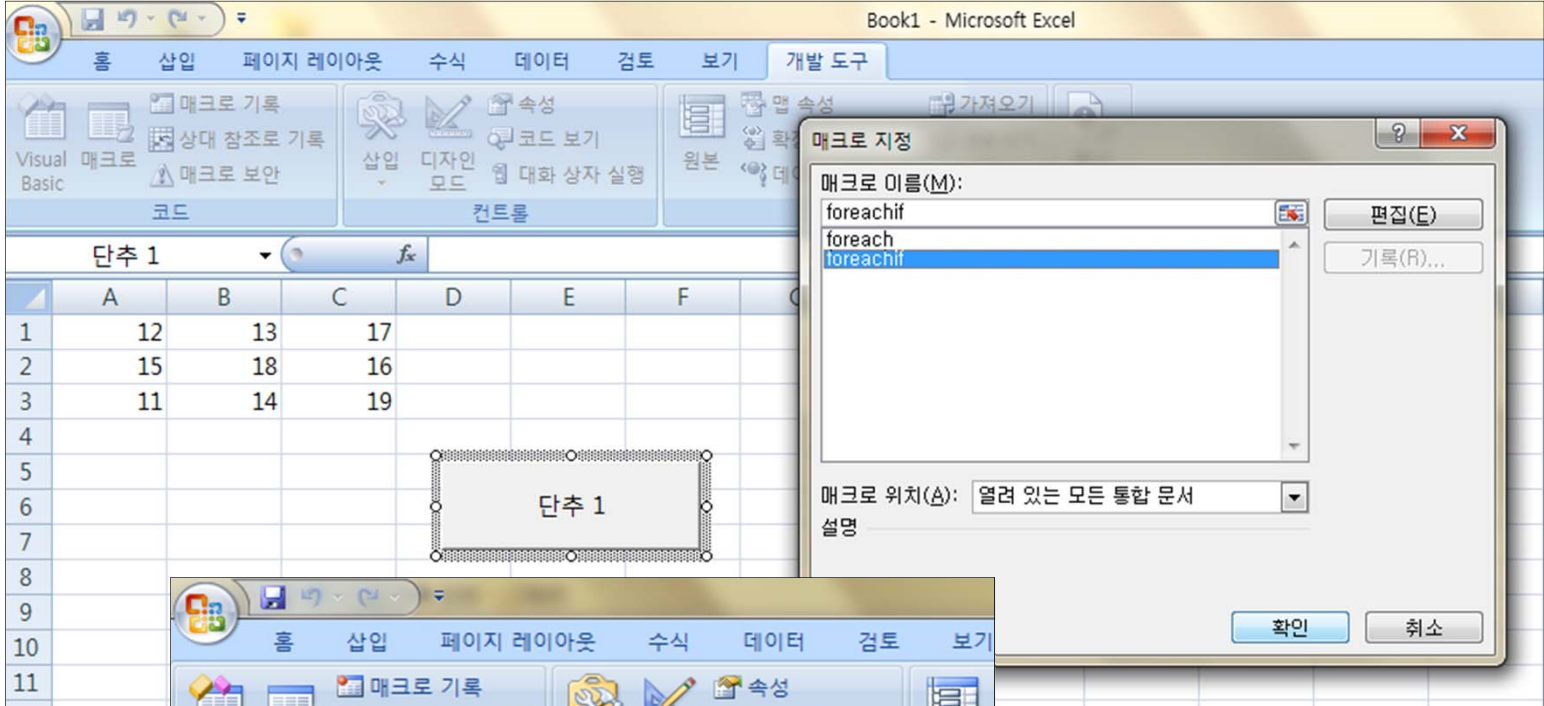 Book1 - Microsoft Excel
홈 삽입 페이지 레이아웃 수식 데이터 검토 보기 개발 도구
Visual Basic
매크로
매크로 기록
상대 참조로 기록
매크로 보안
코드
삽입
디자인 모드
속성
코드 보기
대화 상자 실행
컨트롤
원본
맵 속성
가져오기
단추 1
fx
A B C D E F
1 12 13 17
2 15 18 16
3 11 14 19
4
5
6
7
8
9
10
11
단추 1
매크로 지정
매크로 이름(M):
foreachif
foreach
foreachif
편집(E)
기록(R)...
매크로 위치(A): 열려 있는 모든 통합 문서
설명
확인 취소
홈 삽입 페이지 레이아웃 수식 데이터 검토 보기
매크로 기록
속성